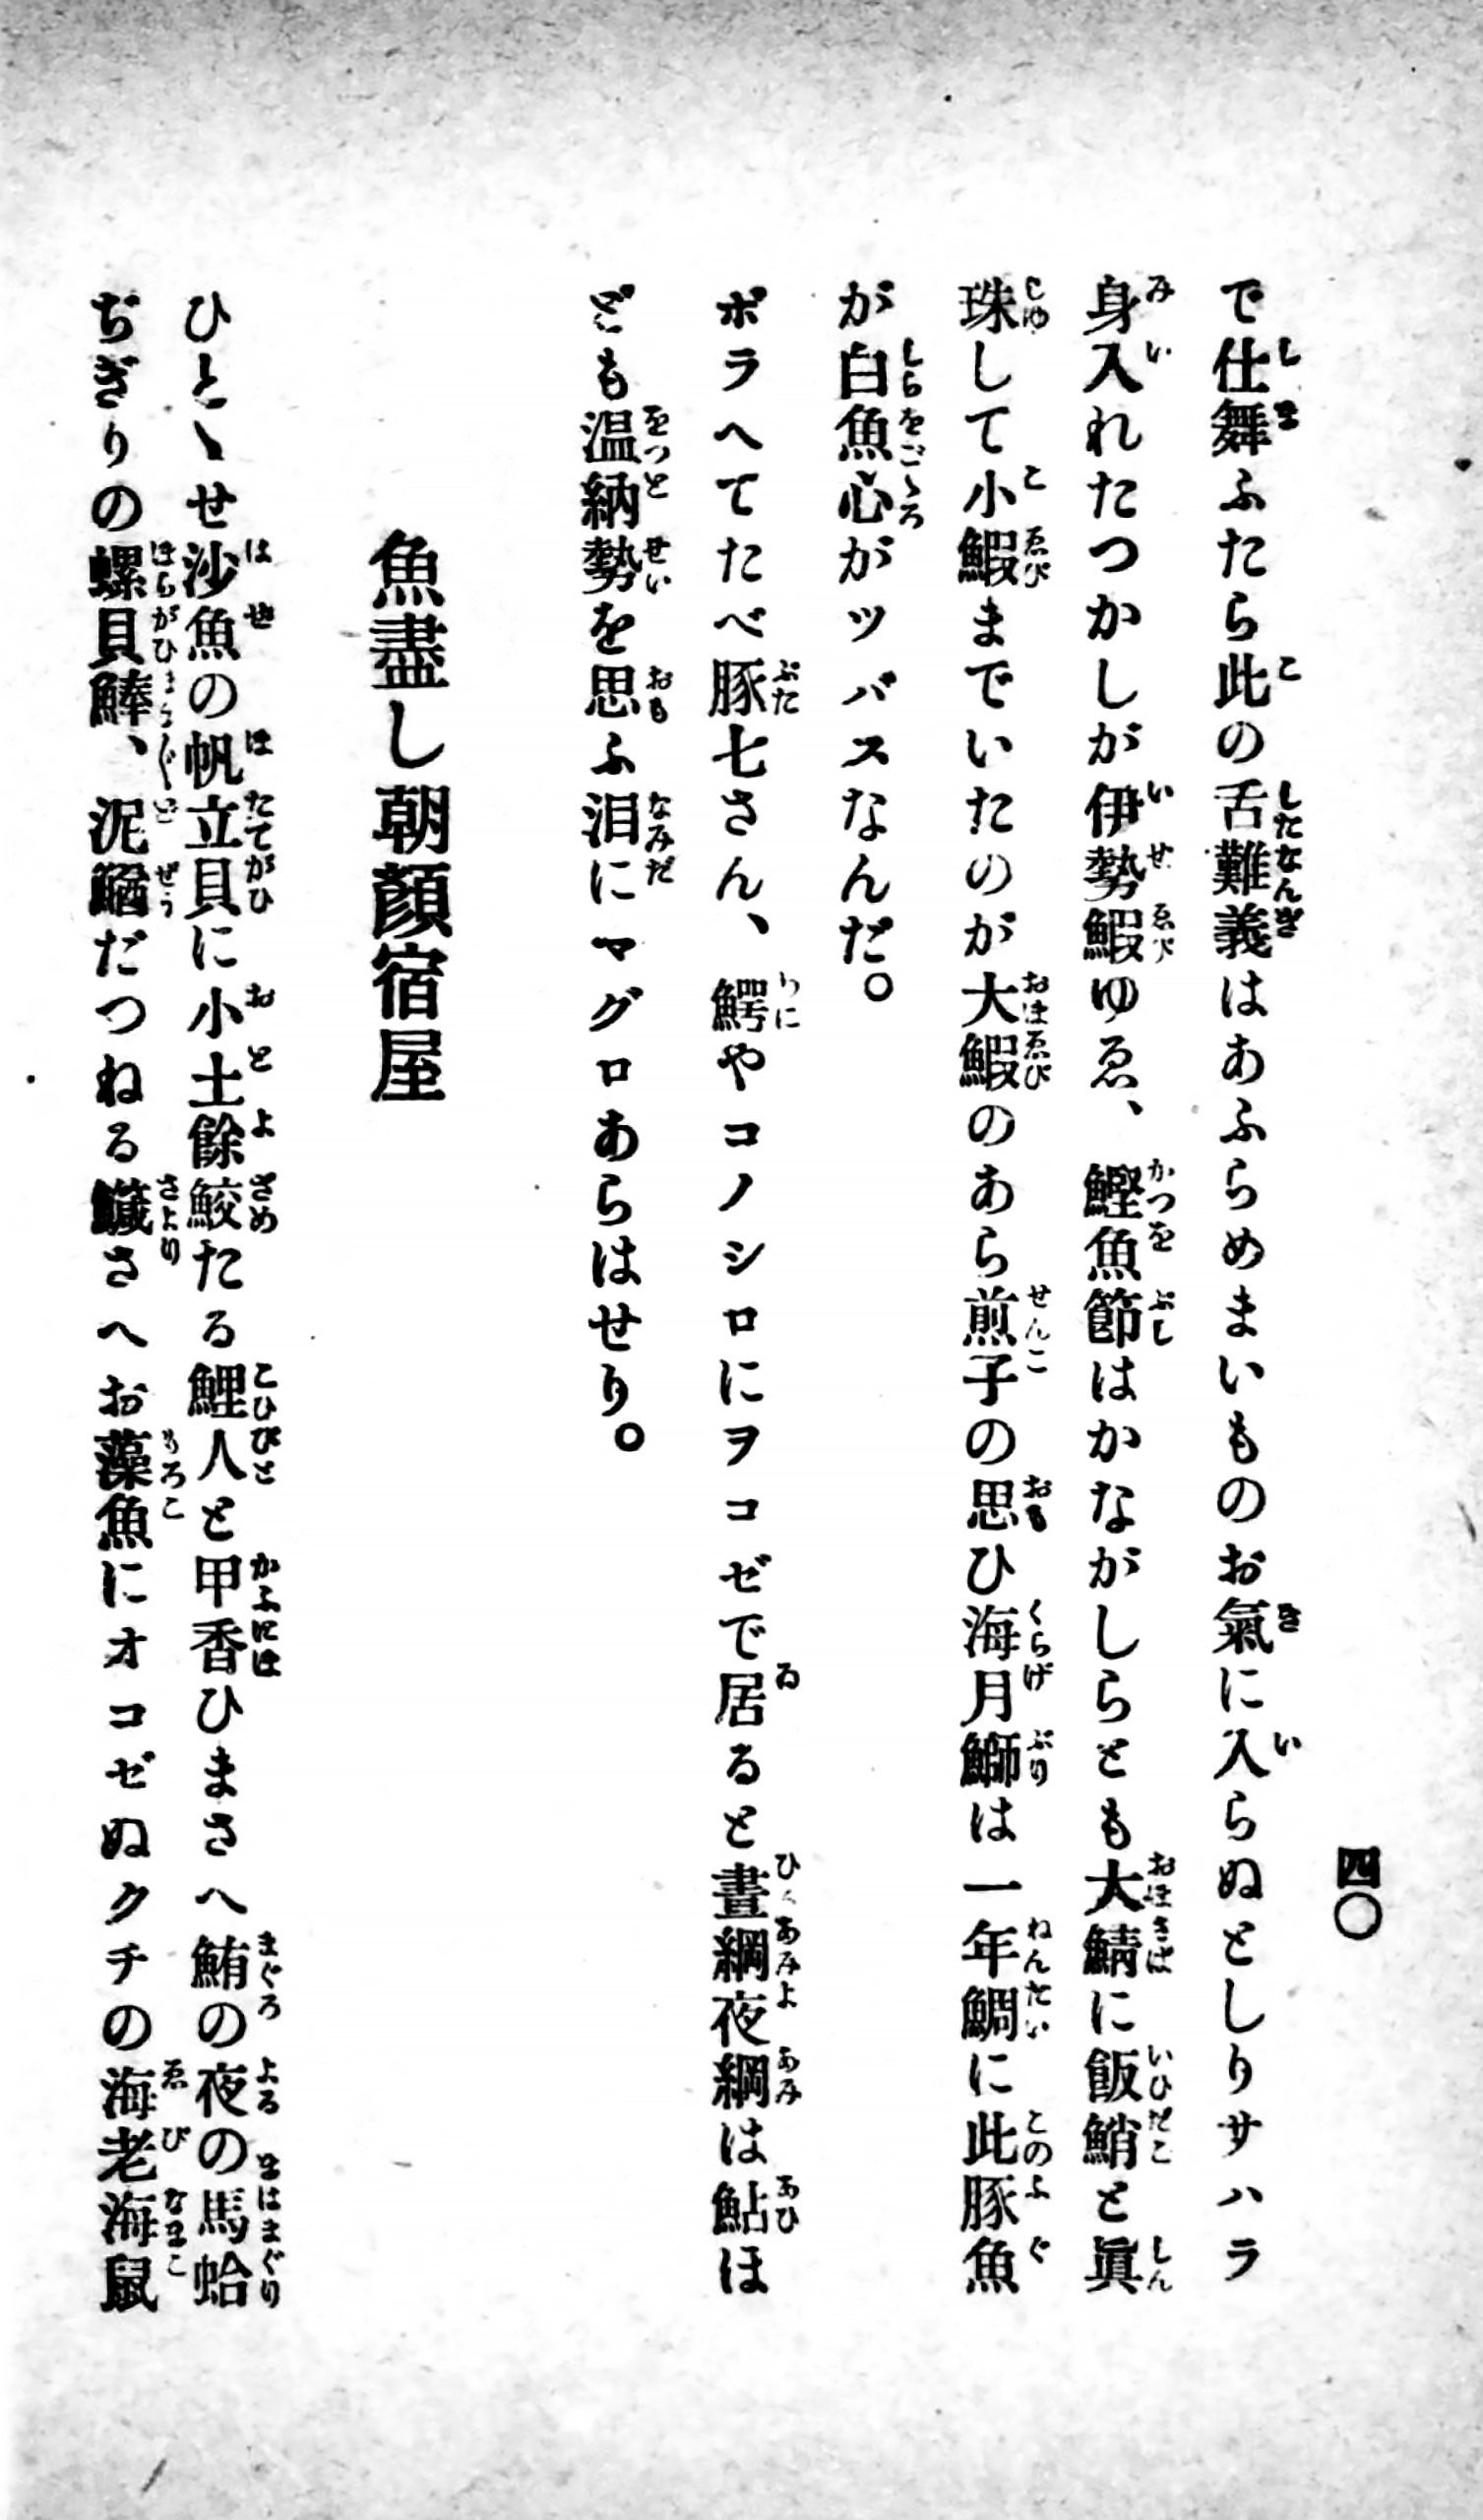 四〇
で仕舞ふたら此の舌難義はあふらめまいものお氣に入らぬとしりサハラ
身入れたつかしが伊勢鰕ゆゑ、鰹魚節はかながしらとも大鯖に飯鮹と眞
珠して小鰕までいたのが大鰕のあら煎子の思ひ海月鰤は一年鯛に此豚魚
が白魚心がツバスなんだ。
ボラへてたべ豚七さん、鰐やコノシロにヲコゼで居ると晝綱夜綱は鮎ほ
ども温納勢を思ふ泪にマグロあらはせり。
魚盡し朝顔宿屋
ひとヽせ沙魚の帆立貝に小土餘鮫たる鯉人と甲香ひまさへ鮪の夜の馬蛤
ぢぎりの螺貝鯶、泥鰌だつねる鱵さへお藻魚にオコゼぬクチの海老海鼠